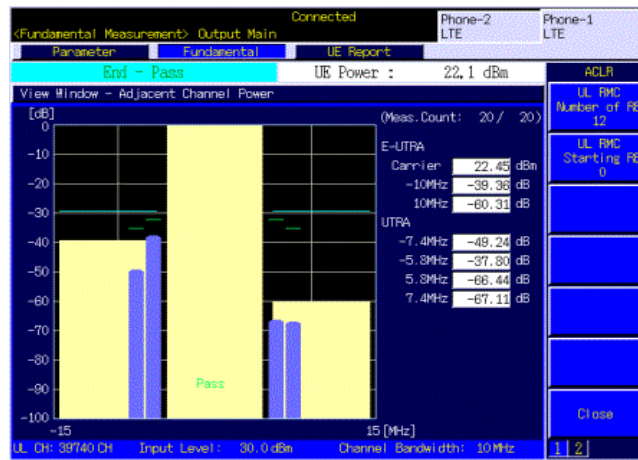 Connected
<Fundamental Measurement> Output Main
Phone-2
LTE
Phone-1
LTE
Parameter Fundamental UE Report
End - Pass UE Power : 22.1 dBm
ACLR
View Window - Adjacent Channel Power
UL RMC
Number of RB
12
UL RMC
Starting RB
0
Close
1 2
[dB]
0
-10
-20
-30
-40
-50
-60
-70
-80
-90
-100
-15 15 [MHz]
Pass
(Meas.Count: 20/ 20)
E-UTRA
Carrier 22.45 dBm
-10MHz -39.36 dB
10MHz -60.31 dB
UTRA
-7.4MHz -49.24 dB
-5.8MHz -37.80 dB
5.8MHz -66.44 dB
7.4MHz -67.11 dB
UL CH: 39740 CH Input Level: 30.0 dBm Channel Bandwidth: 10 MHz